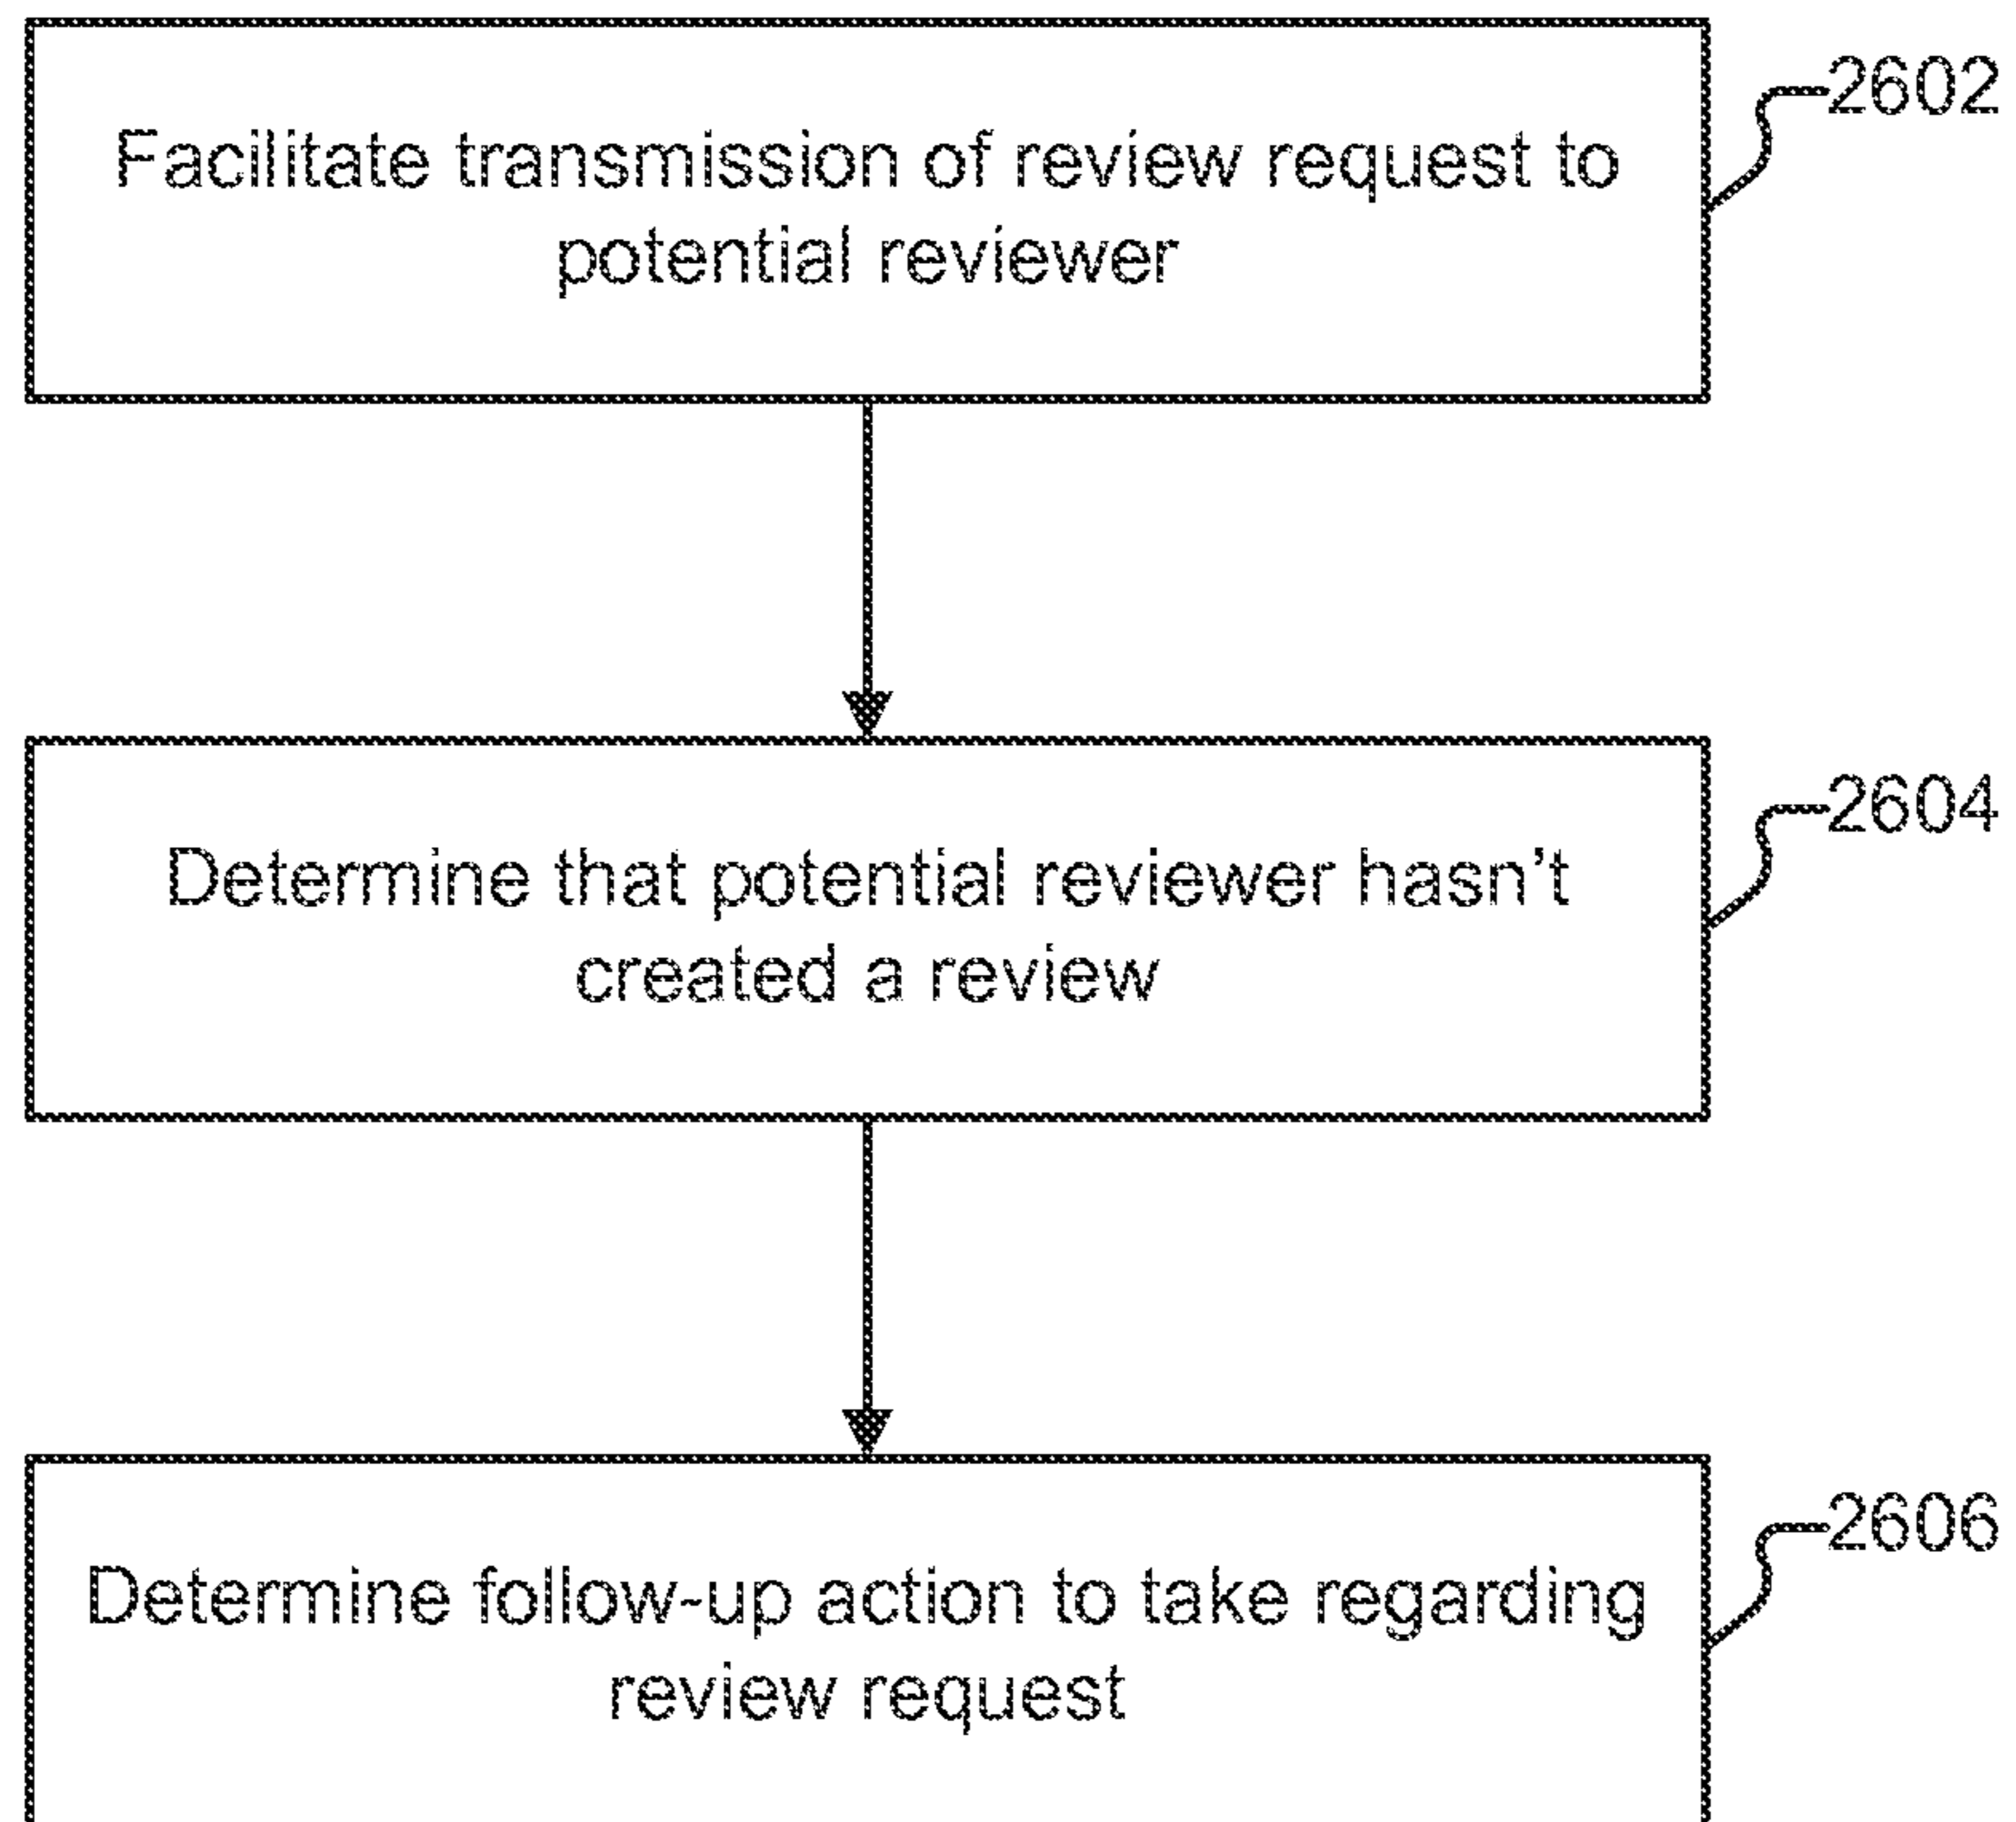 2602
Facilitate transmission of review request to
potential reviewer
2604
Determine that potential reviewer hasn’t
created a review
2606
Determine follow-up action to take regarding
review request